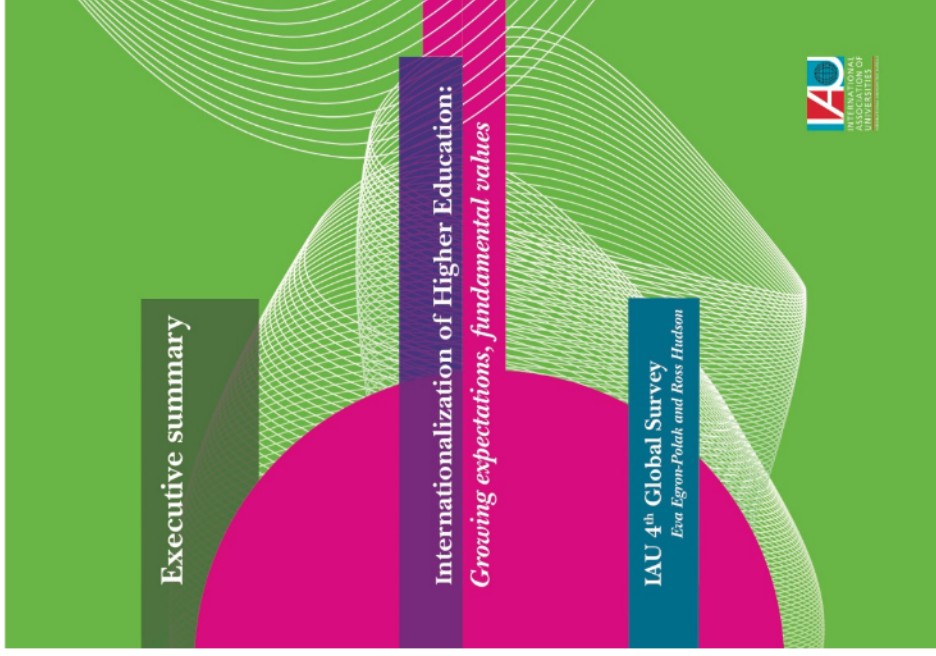 Executive summary
Internationalization of Higher Education:
Growing expectations, fundamental values
IAU 4th Global Survey
Eva Egron-Polak and Ross Hudson
IAU
INTERNATIONAL
ASSOCIATION OF
UNIVERSITIES